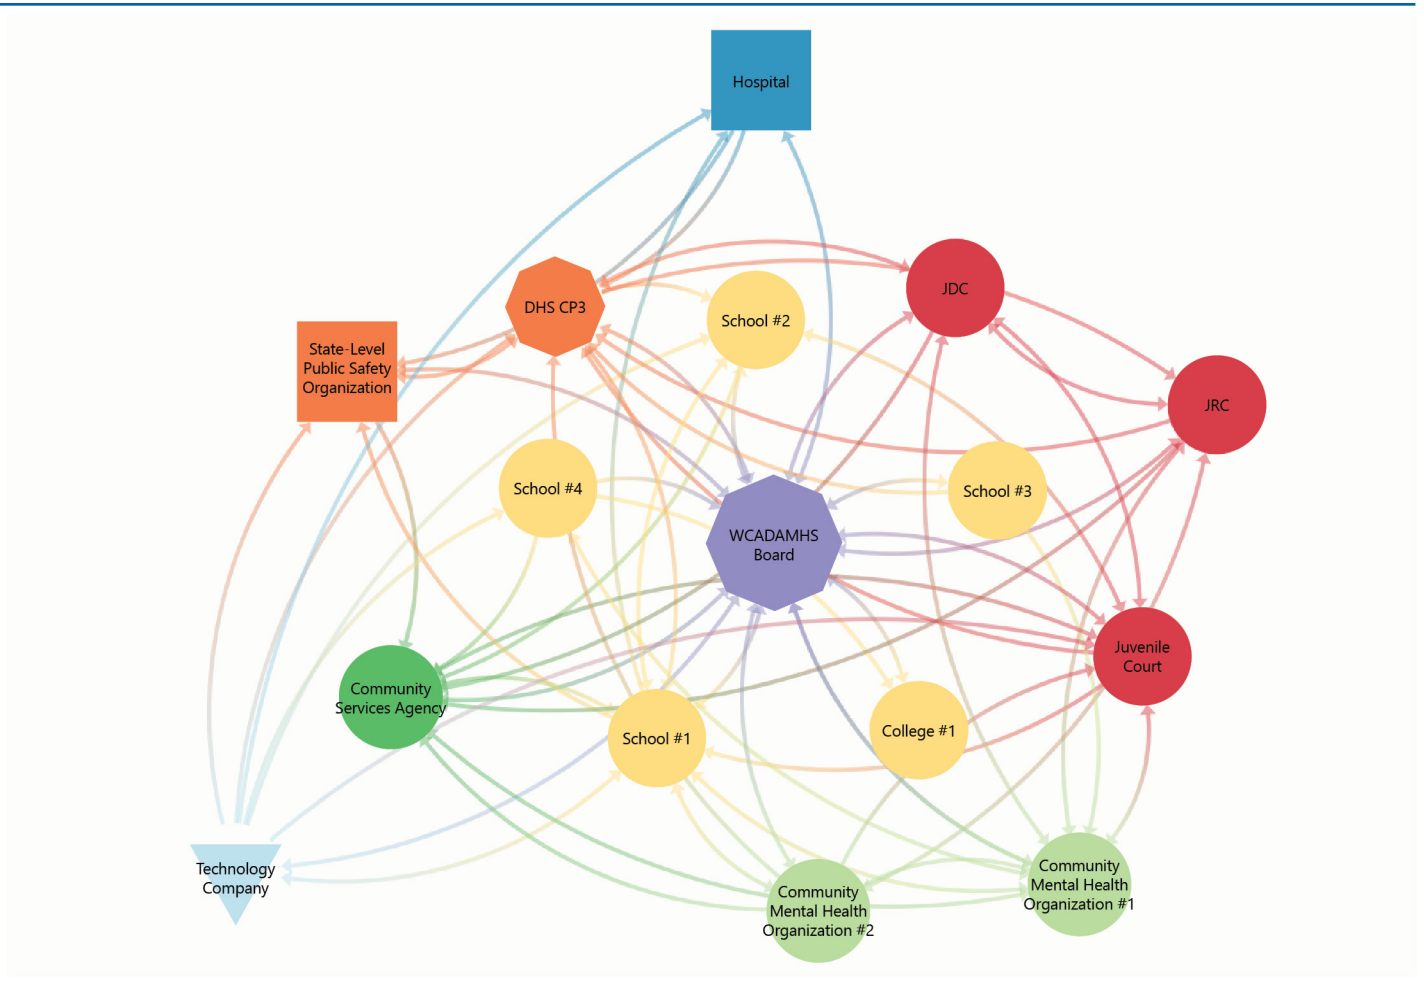 Hospital
DHS CP3
JDC
School #2
State-Level
Public Safety
Organization
JRC
School #4
School #3
WCADAMHS
Board
Juvenile
Court
Community
Services Agency
School #1
College #1
Technology
Company
Community
Mental Health
Organization #1
Community
Mental Health
Organization #2